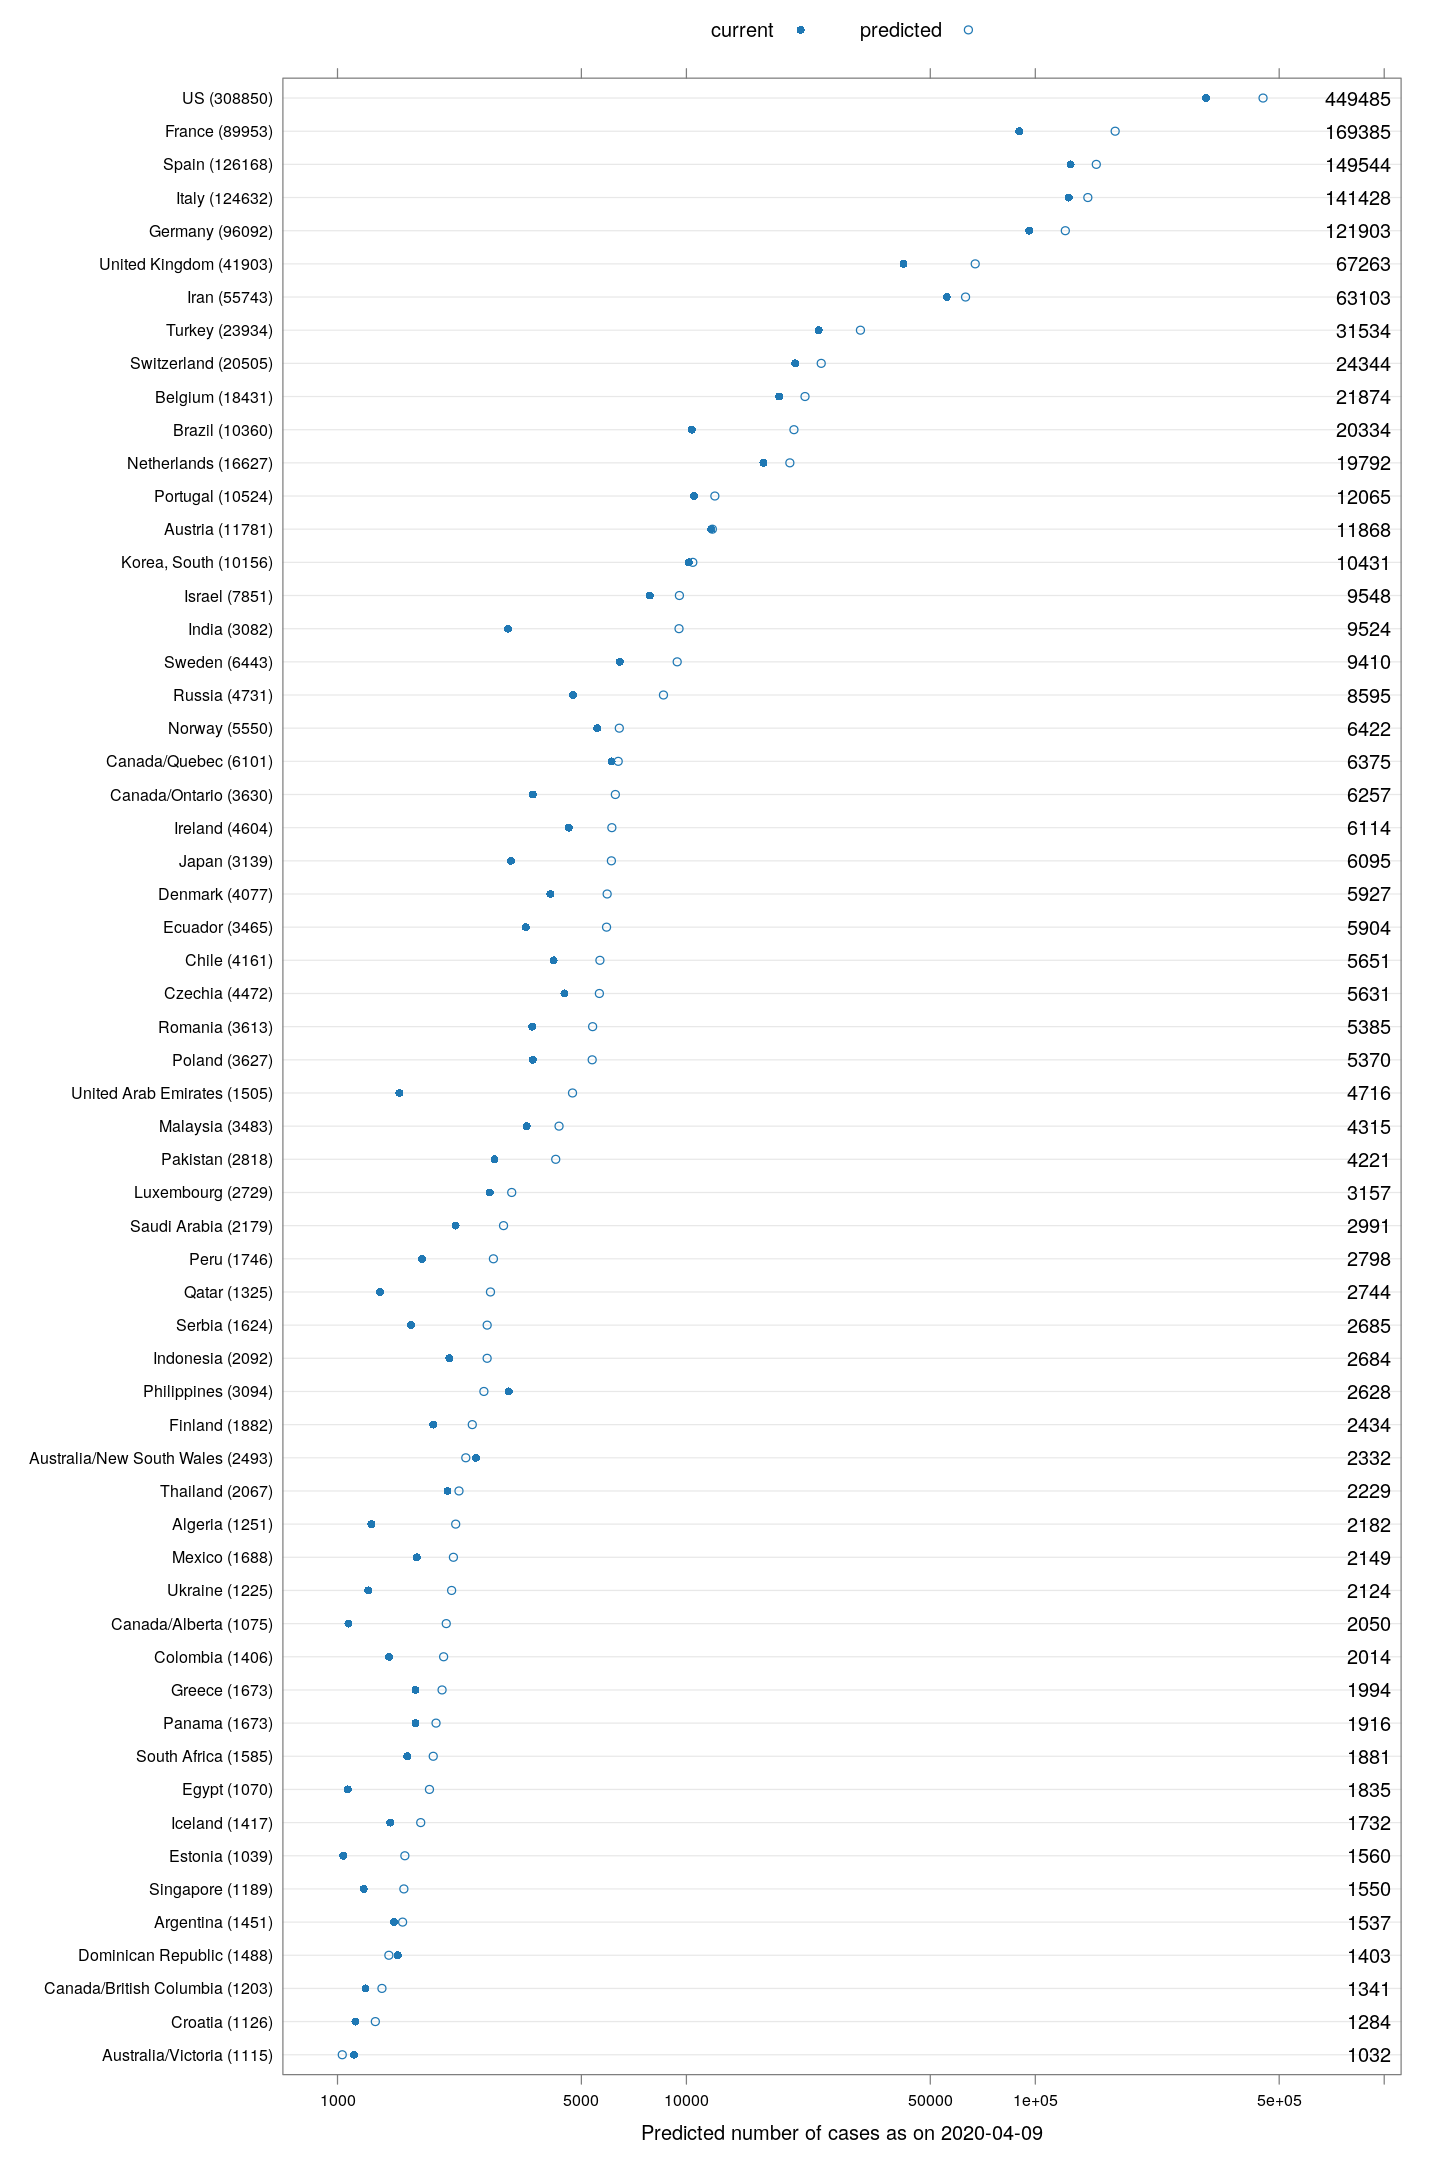 current predicted
US (308850) 449485
France (89953) 169385
Spain (126168) 149544
Italy (124632) 141428
Germany (96092) 121903
United Kingdom (41903) 67263
Iran (55743) 63103
Turkey (23934) 31534
Switzerland (20505) 24344
Belgium (18431) 21874
Brazil (10360) 20334
Netherlands (16627) 19792
Portugal (10524) 12065
Austria (11781) 11868
Korea, South (10156) 10431
Israel (7851) 9548
India (3082) 9524
Sweden (6443) 9410
Russia (4731) 8595
Norway (5550) 6422
Canada/Quebec (6101) 6375
Canada/Ontario (3630) 6257
Ireland (4604) 6114
Japan (3139) 6095
Denmark (4077) 5927
Ecuador (3465) 5904
Chile (4161) 5651
Czechia (4472) 5631
Romania (3613) 5385
Poland (3627) 5370
United Arab Emirates (1505) 4716
Malaysia (3483) 4315
Pakistan (2818) 4221
Luxembourg (2729) 3157
Saudi Arabia (2179) 2991
Peru (1746) 2798
Qatar (1325) 2744
Serbia (1624) 2685
Indonesia (2092) 2684
Philippines (3094) 2628
Finland (1882) 2434
Australia/New South Wales (2493) 2332
Thailand (2067) 2229
Algeria (1251) 2182
Mexico (1688) 2149
Ukraine (1225) 2124
Canada/Alberta (1075) 2050
Colombia (1406) 2014
Greece (1673) 1994
Panama (1673) 1916
South Africa (1585) 1881
Egypt (1070) 1835
Iceland (1417) 1732
Estonia (1039) 1560
Singapore (1189) 1550
Argentina (1451) 1537
Dominican Republic (1488) 1403
Canada/British Columbia (1203) 1341
Croatia (1126) 1284
Australia/Victoria (1115) 1032
1000 5000 10000 50000 1e+05 5e+05
Predicted number of cases as on 2020-04-09